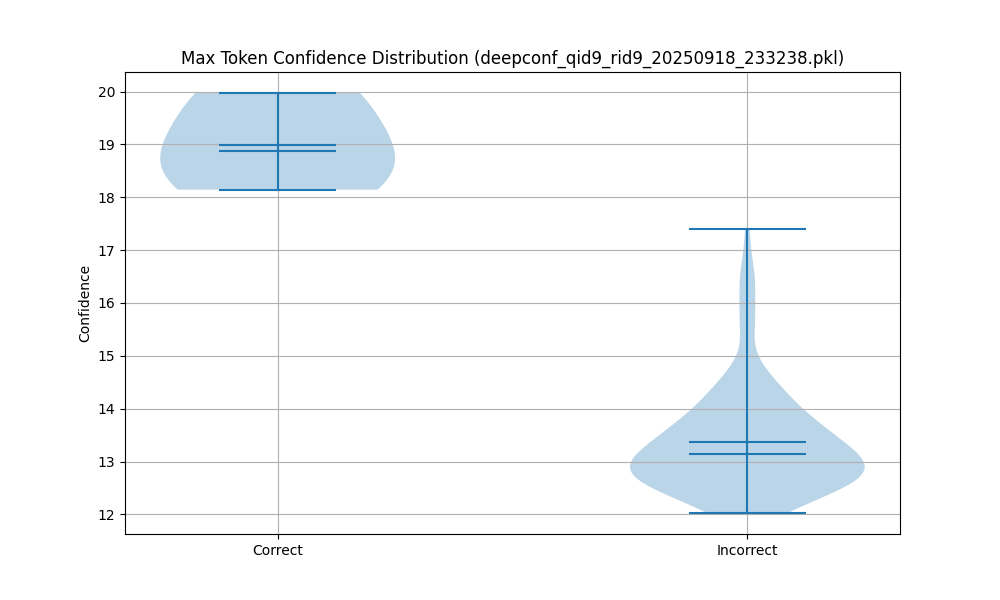 Max Token Confidence Distribution (deepconf_qid9_rid9_20250918_233238.pkl)
Confidence
20
19
18
17
16
15
14
13
12
Correct
Incorrect